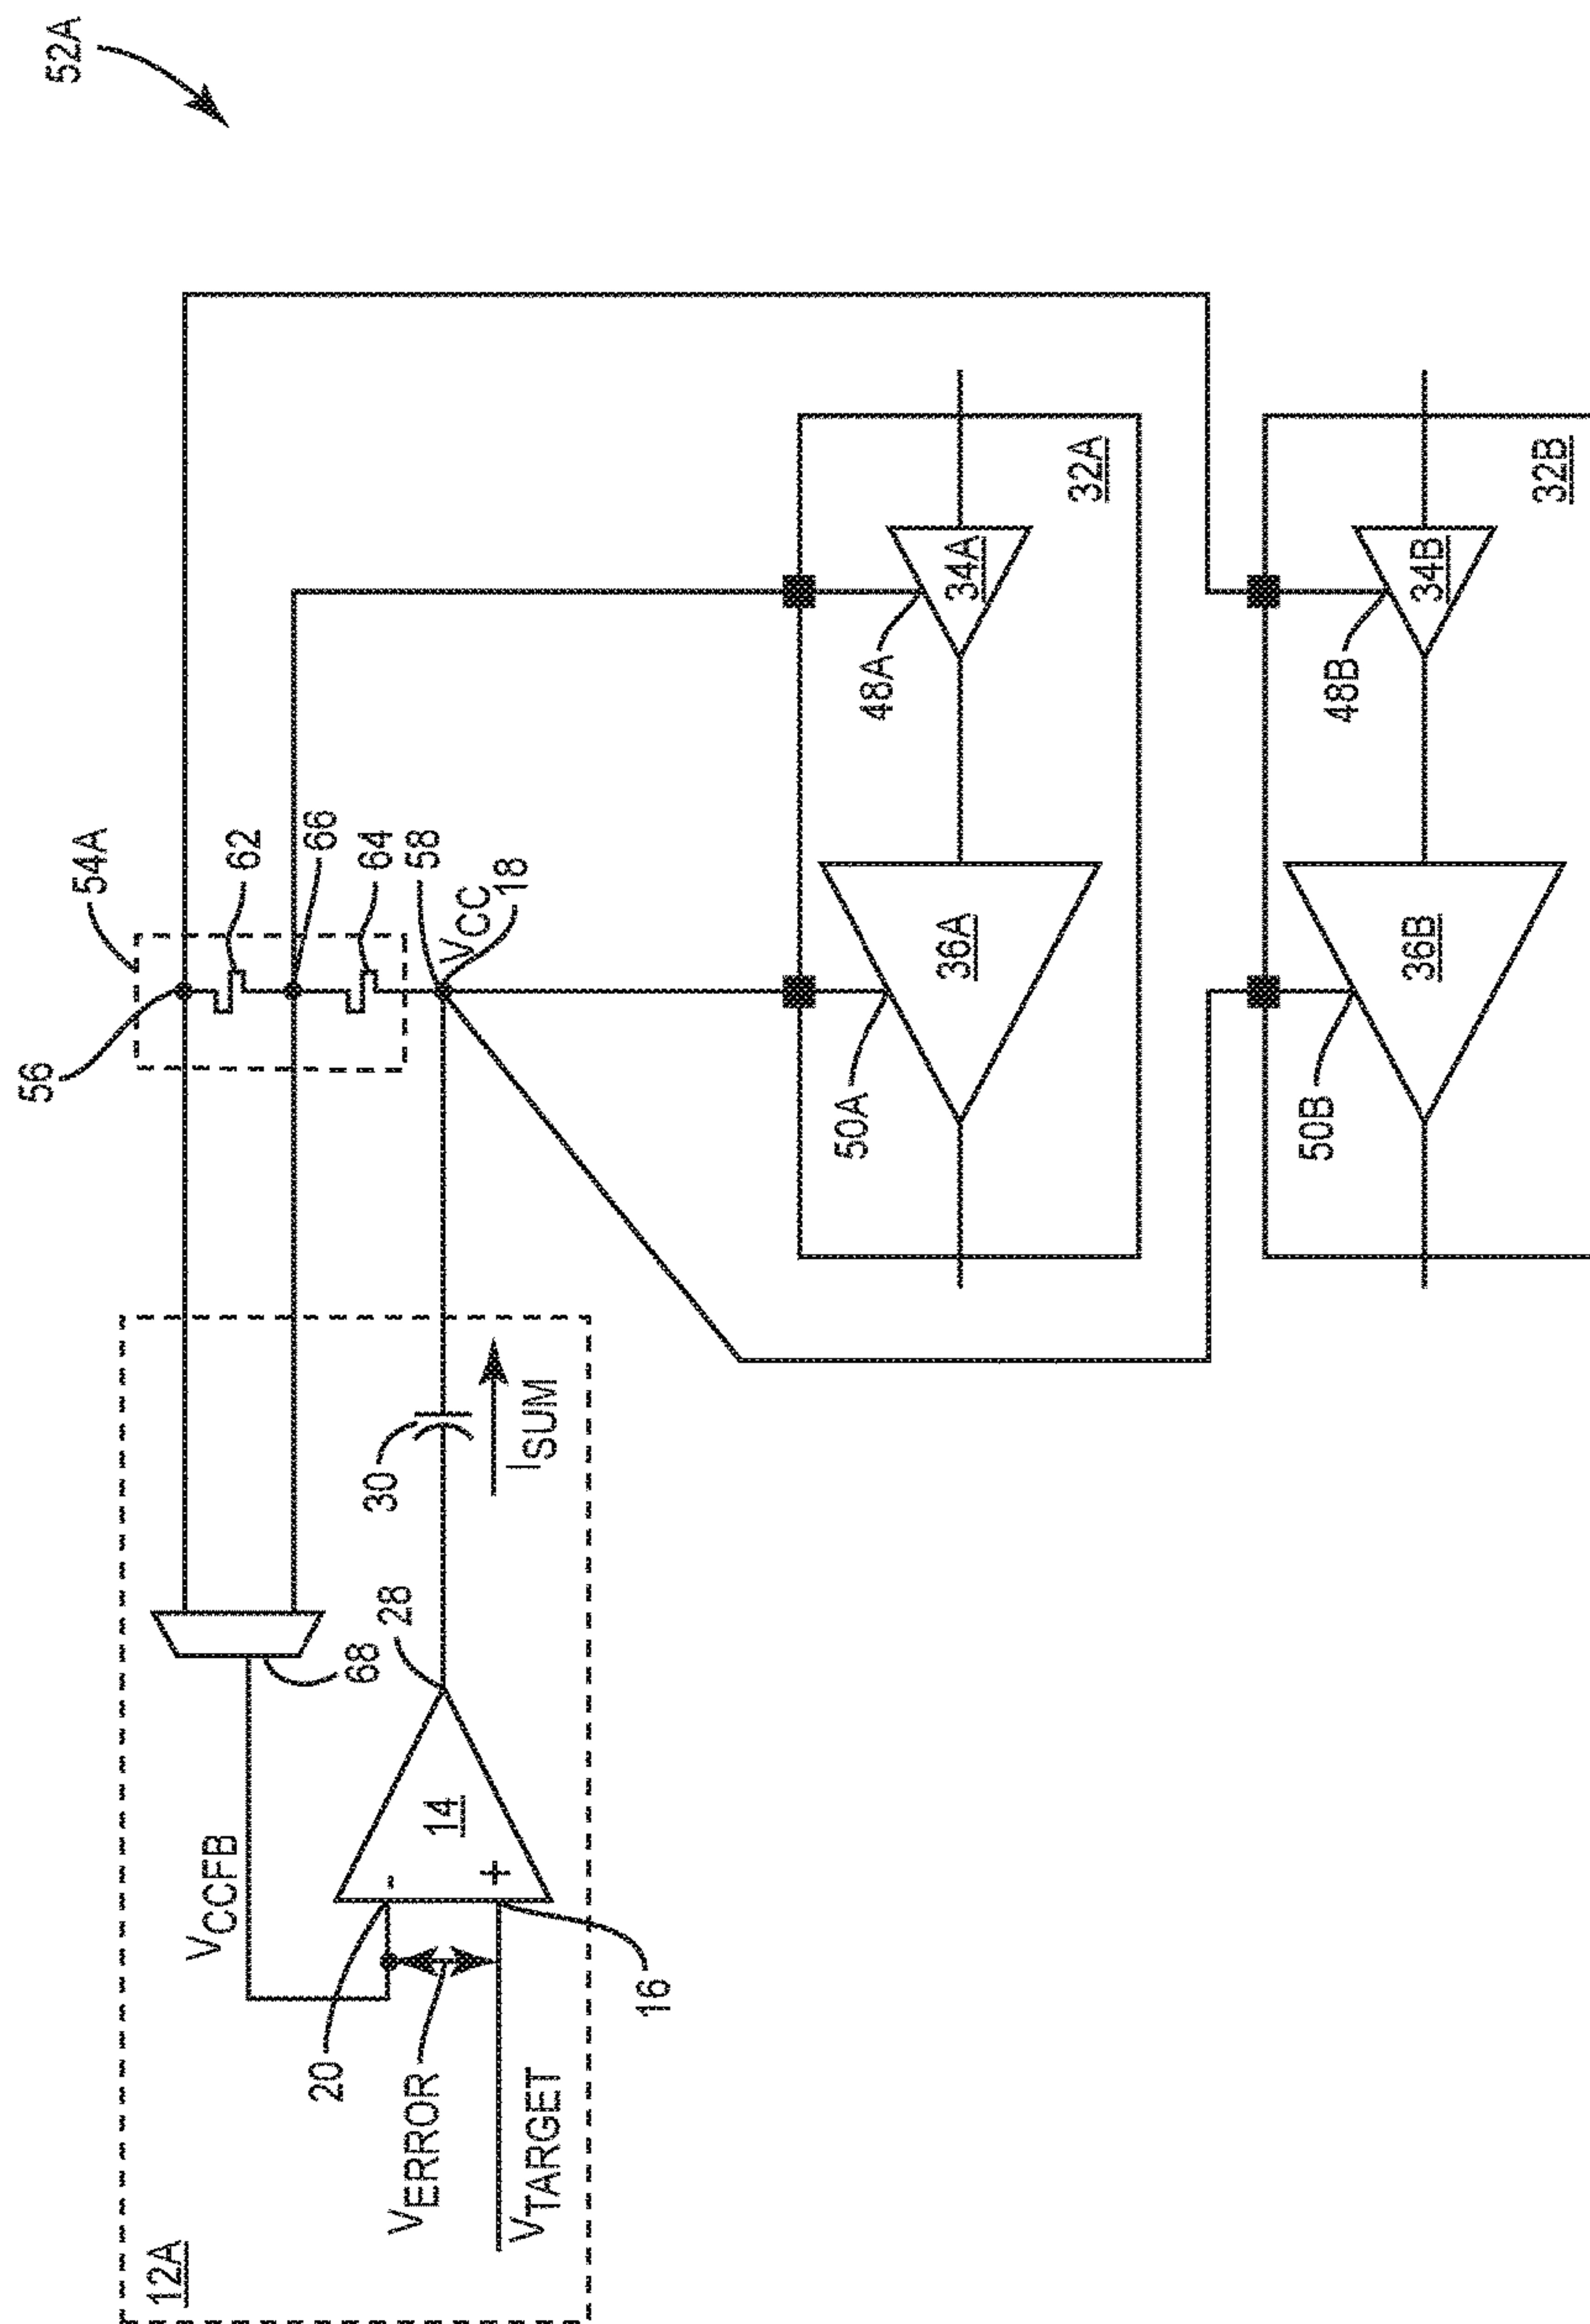 52A
12A
VCCFB
VERROR
VTARGET
20
16
14
-
+
28
68
30
ISUM
54A
56
62
66
64
58
VCC
18
32A
34A
36A
48A
50A
32B
34B
36B
48B
50B